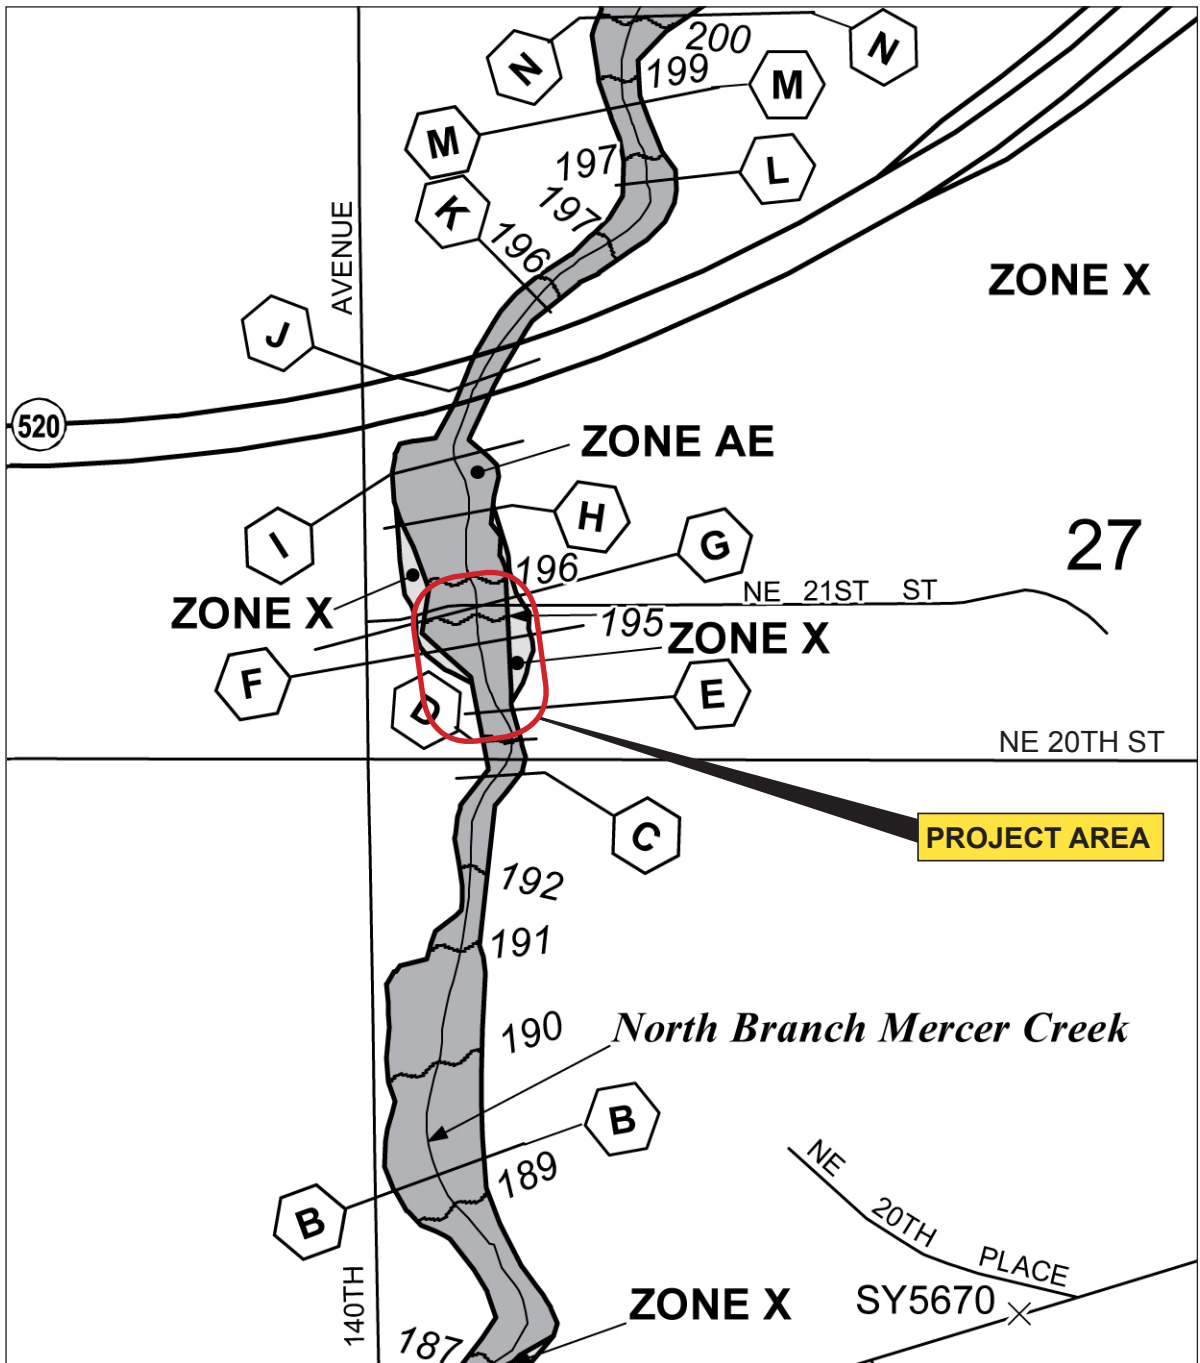 N
N
200
199
M
M
197
L
K
197
196
AVENUE
ZONE X
J
520
ZONE AE
I
H
G
27
196
NE 21ST ST
ZONE X
195
ZONE X
F
D
E
NE 20TH ST
PROJECT AREA
C
192
191
190
North Branch Mercer Creek
B
189
NE 20TH PLACE
B
140TH
ZONE X
SY5670
187